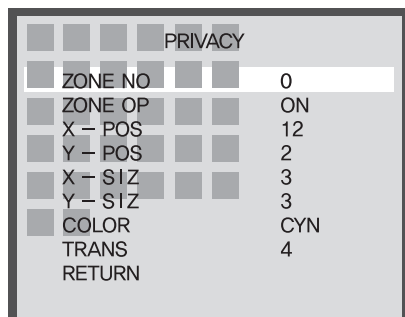 PRIVACY
ZONE NO 0
ZONE OP ON
X – POS 12
Y – POS 2
X – SIZ 3
Y – SIZ 3
COLOR CYN
TRANS 4
RETURN